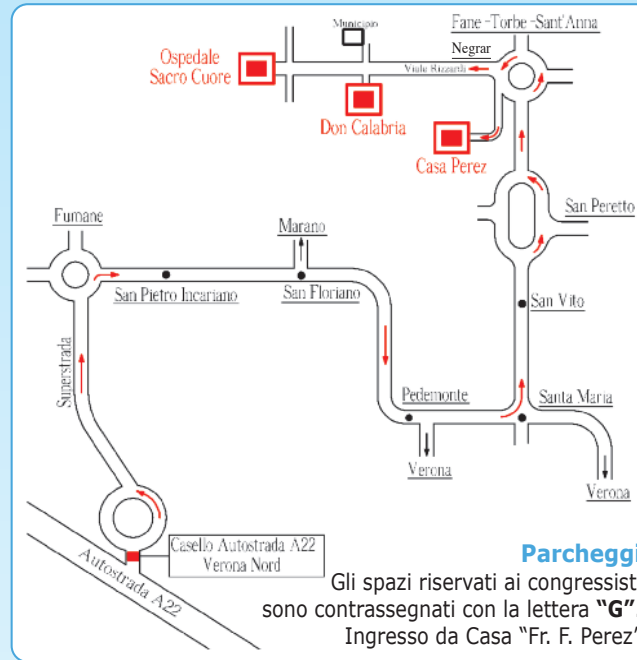 Municipio
Fane -Torbe -Sant'Anna
Ospedale
Sacro Cuore
Negrar
Viale Rizzardi
Don Calabria
Casa Perez
Fumane
Marano
San Peretto
San Pietro Incariano
San Floriano
San Vito
Superstrada
Pedemonte
Santa Maria
Verona
Verona
Casello Autostrada A22
Verona Nord
Autostrada A22
Parcheggi
Gli spazi riservati ai congressist
sono contrassegnati con la lettera "G"
Ingresso da Casa "Fr. F. Perez"